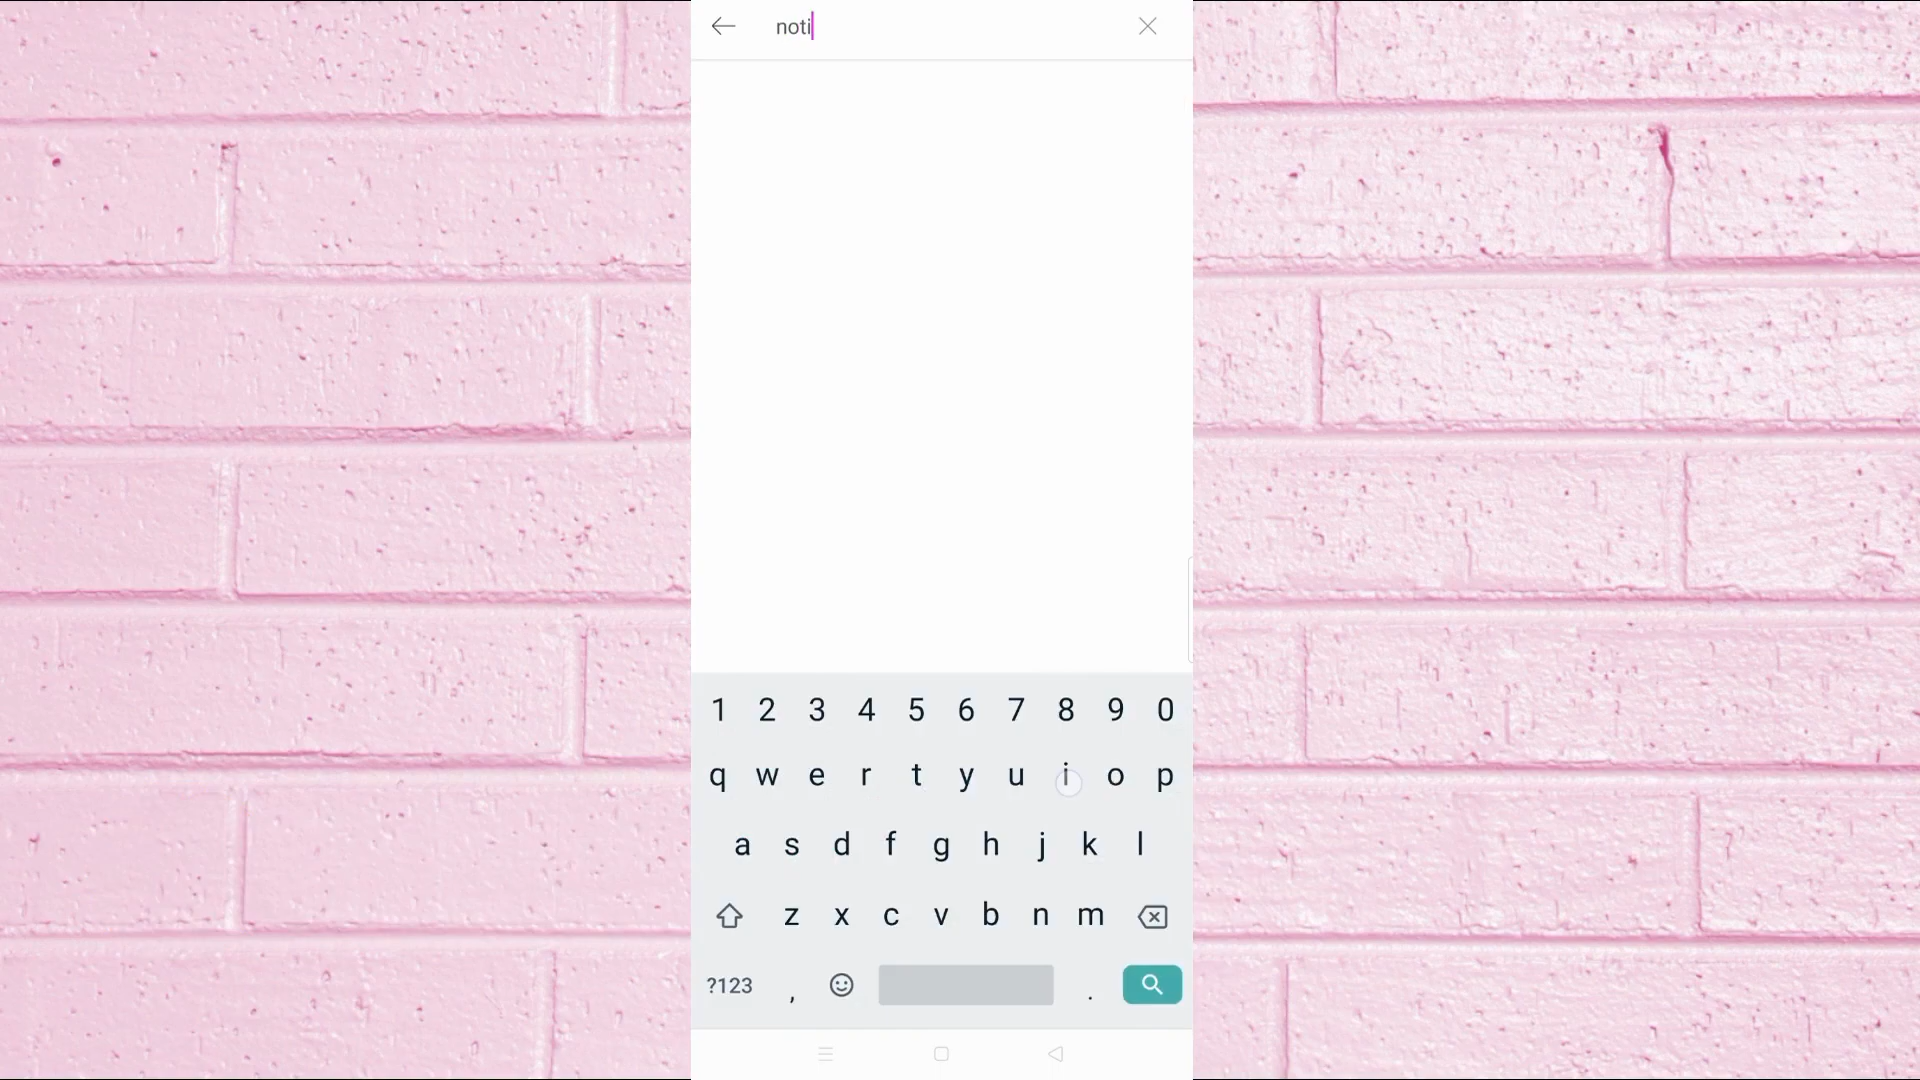 noti
1 2 3 4 5 6 7 8 9 0
q w e r t y u i o p
a s d f g h j k l
z x c v b n m
?123 , .